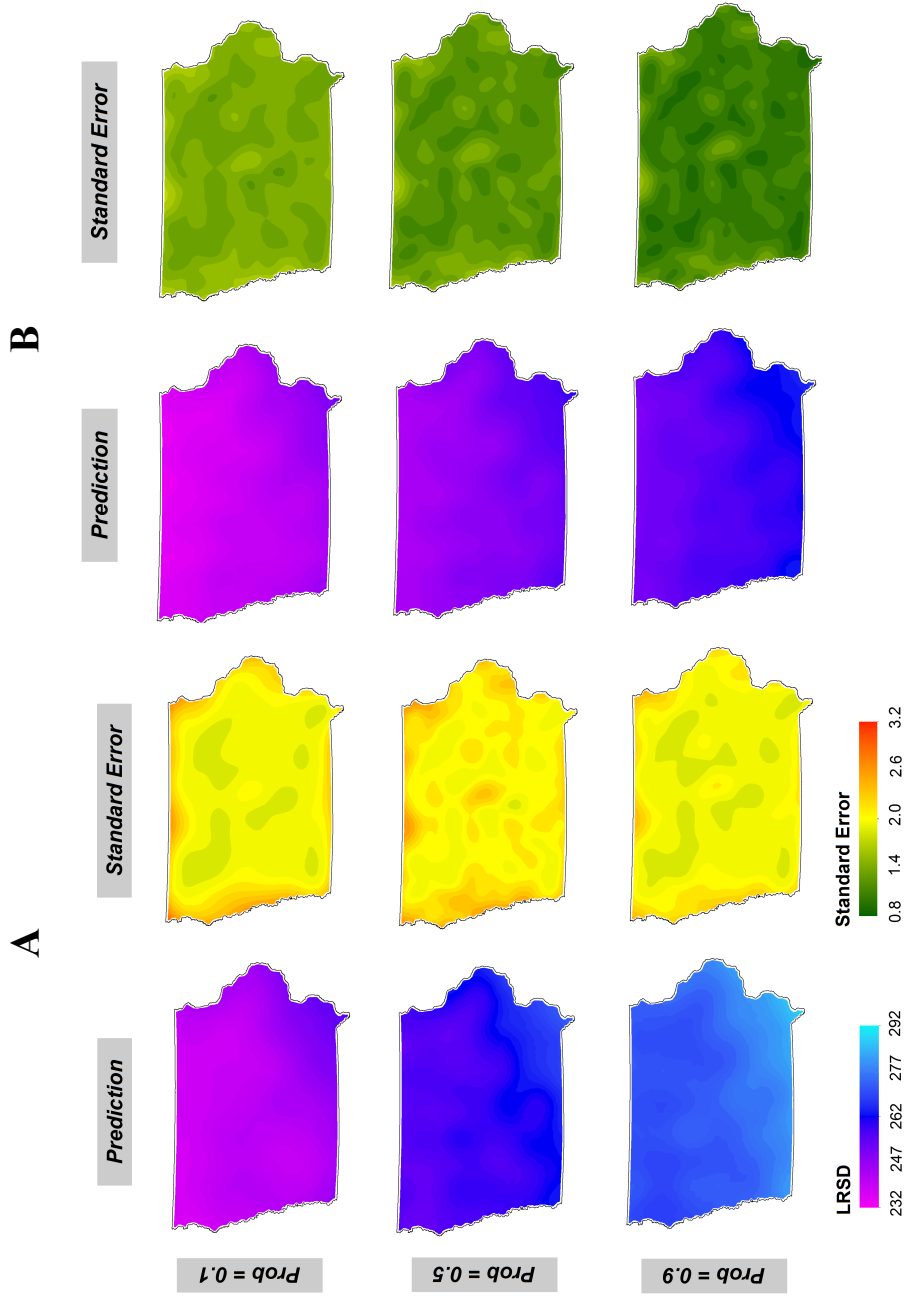 A
B
Prediction
Standard Error
Prediction
Standard Error
Prob = 0.1
Prob = 0.5
Prob = 0.9
LRSD
232 247 262 277 292
Standard Error
0.8 1.4 2.0 2.6 3.2